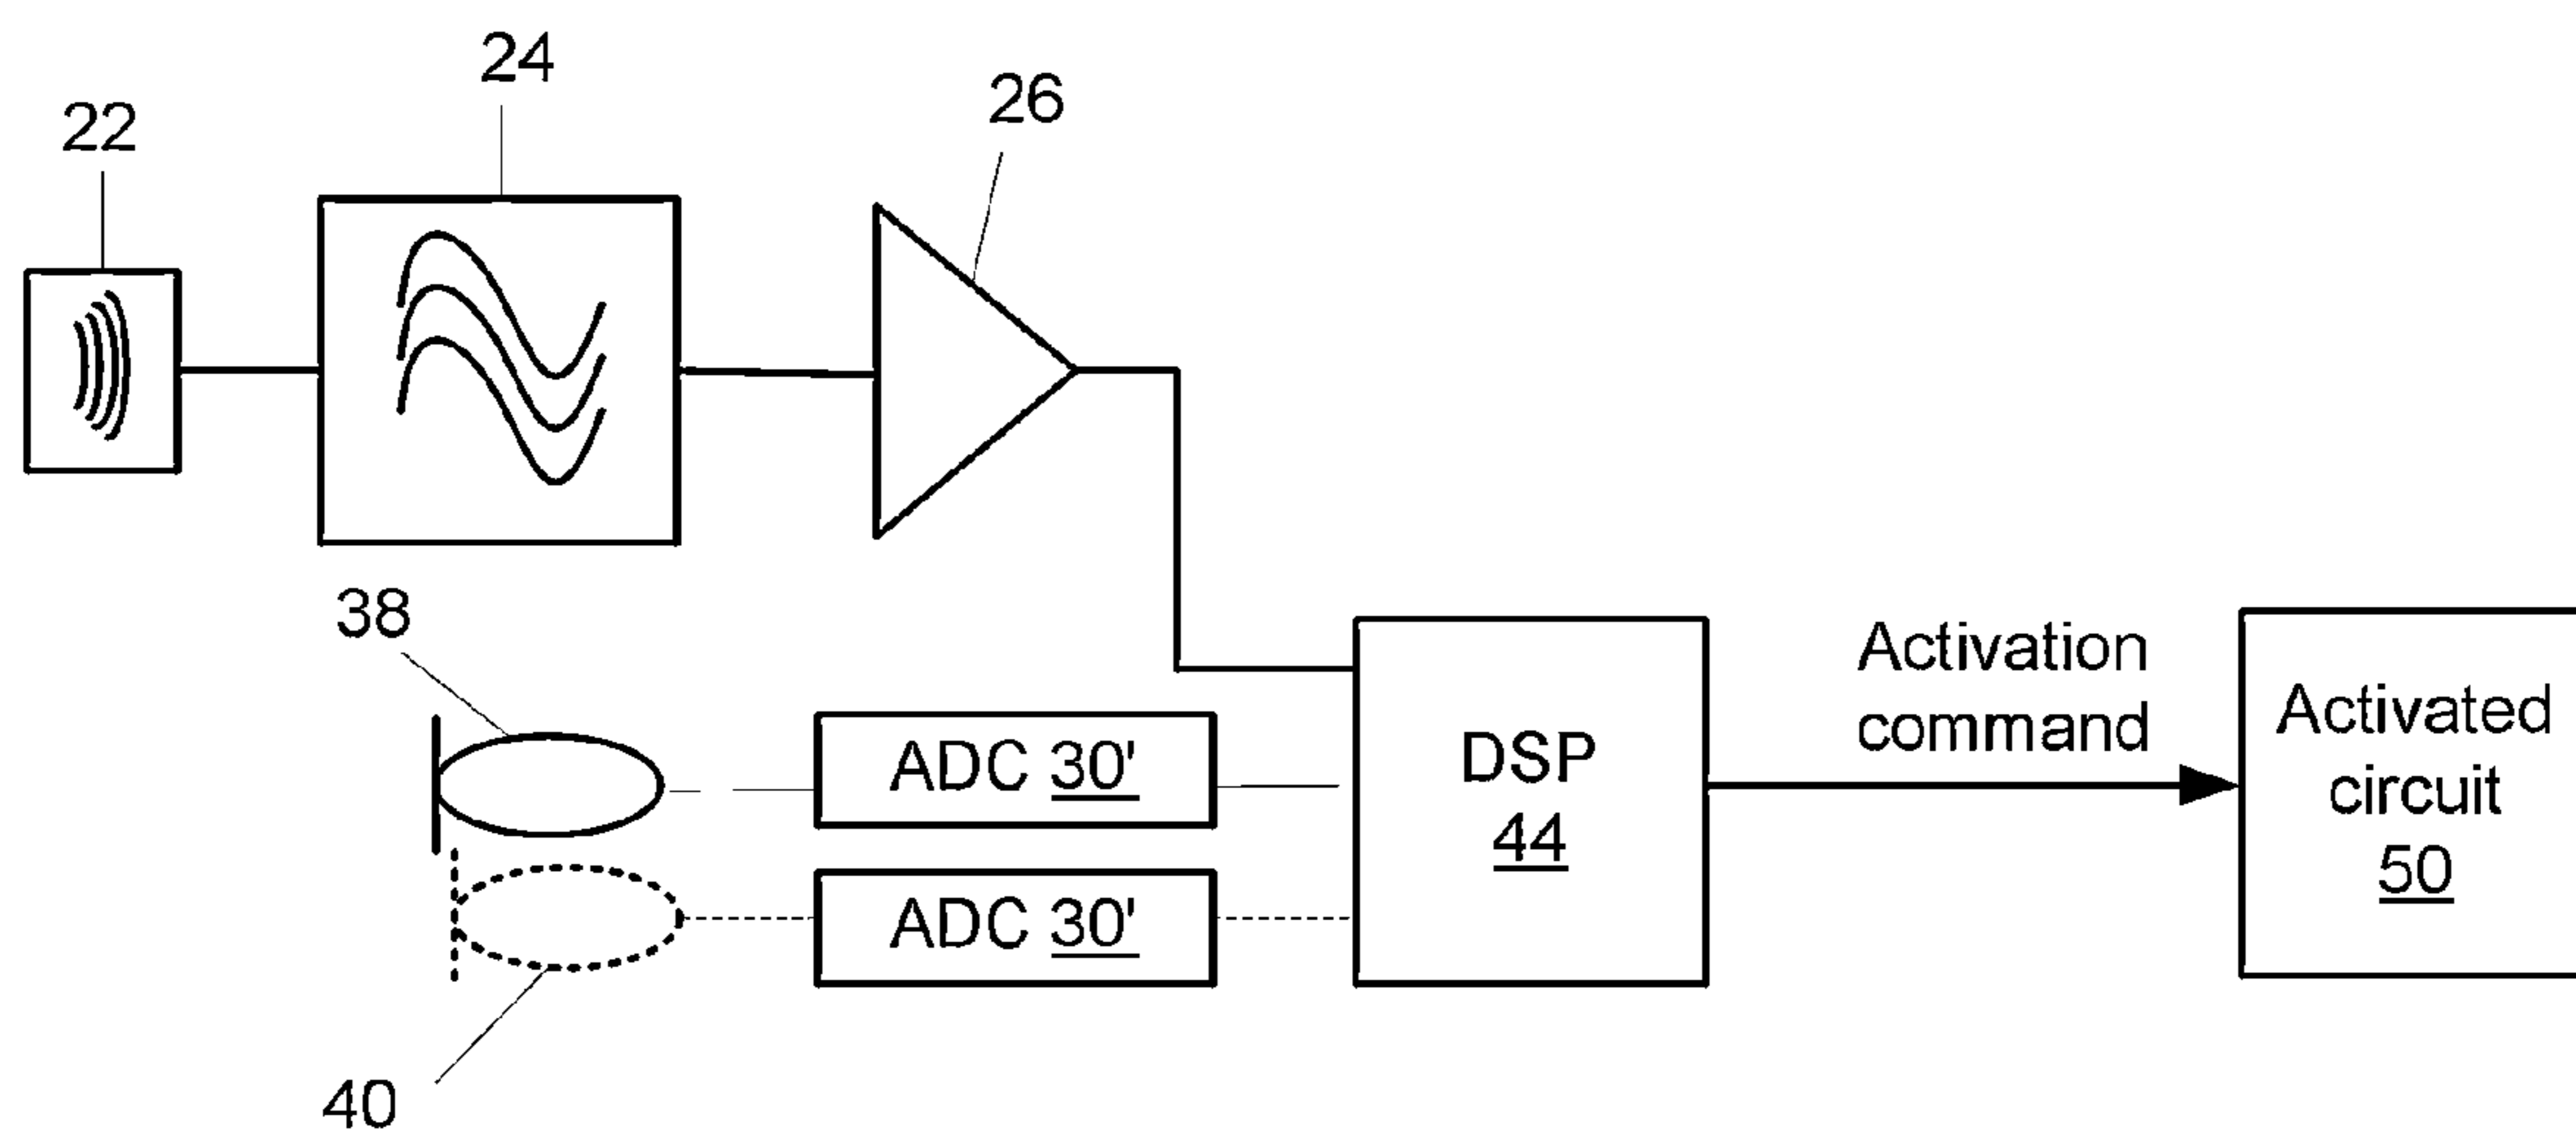 24
22
26
38
ADC 30'
ADC 30'
40
DSP
44
Activation
command
Activated
circuit
50